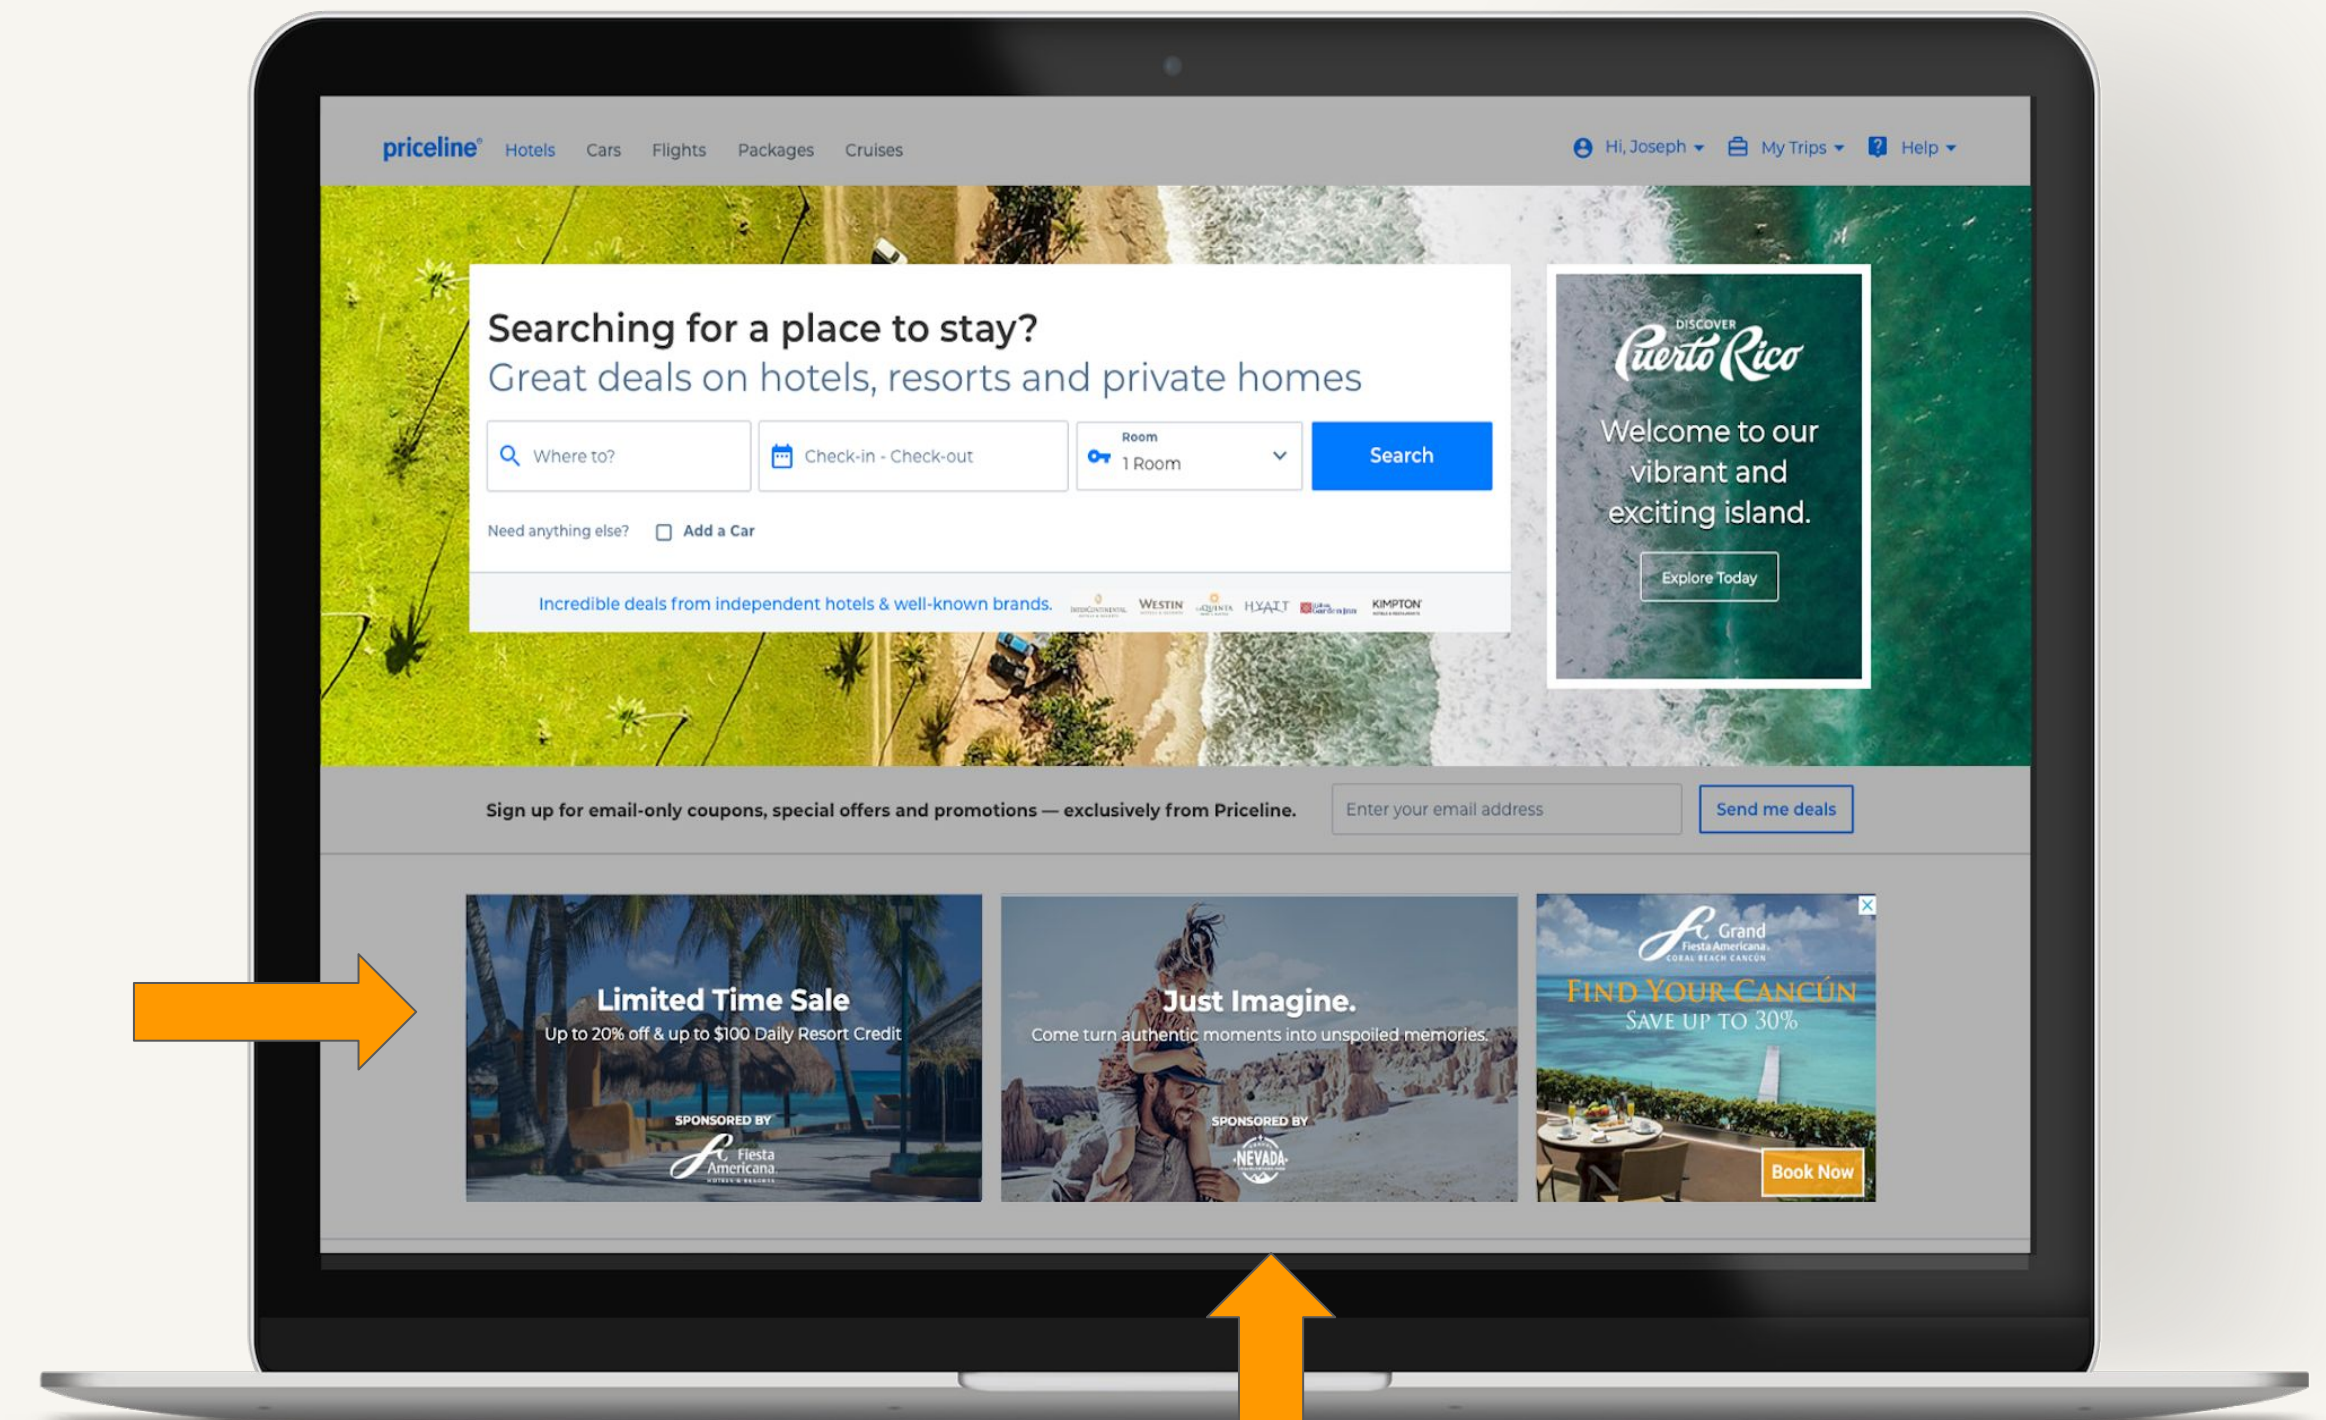 priceline® Hotels Cars Flights Packages Cruises Hi, Joseph My Trips Help
Searching for a place to stay?
Great deals on hotels, resorts and private homes
Where to?
Check-in - Check-out
Room
1 Room
Search
Need anything else? Add a Car
Incredible deals from independent hotels & well-known brands. INTERCONTINENTAL WESTIN LAQUINTA HYATT Garden Inn KIMPTON
DISCOVER
Puerto Rico
Welcome to our
vibrant and
exciting island.
Explore Today
Sign up for email-only coupons, special offers and promotions — exclusively from Priceline. Enter your email address Send me deals
Limited Time Sale
Up to 20% off & up to $100 Daily Resort Credit
SPONSORED BY
Fiesta
Americana.
HOTELS & RESORTS
Just Imagine.
Come turn authentic moments into unspoiled memories.
SPONSORED BY
NEVADA
Grand
Fiesta Americana.
CORAL BEACH CANCÚN
FIND YOUR CANCÚN
SAVE UP TO 30%
Book Now